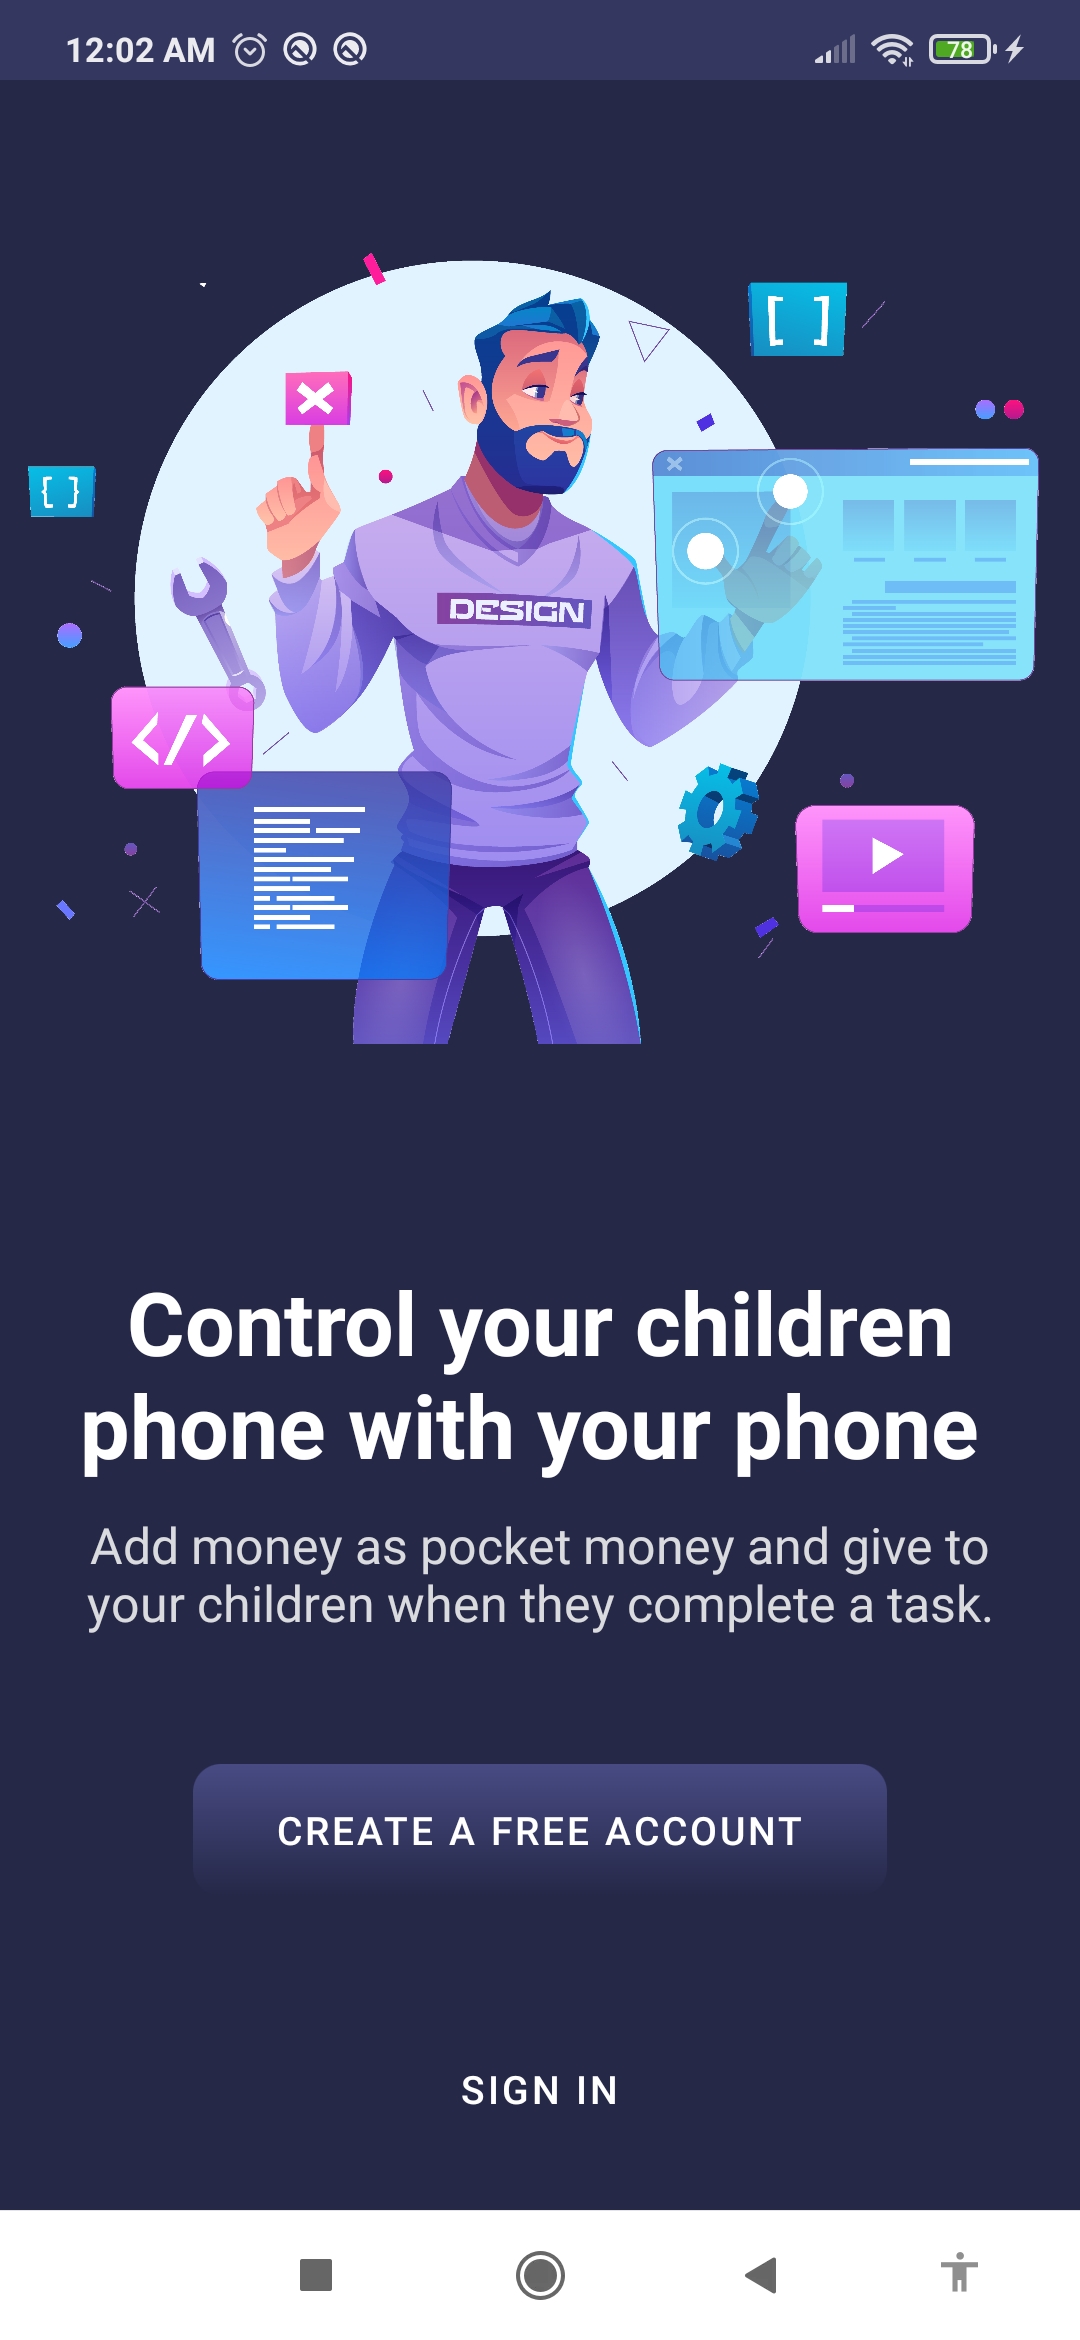 12:02 AM
78
[ ]
{ }
DESIGN
</>
Control your children
phone with your phone
Add money as pocket money and give to
your children when they complete a task.
CREATE A FREE ACCOUNT
SIGN IN